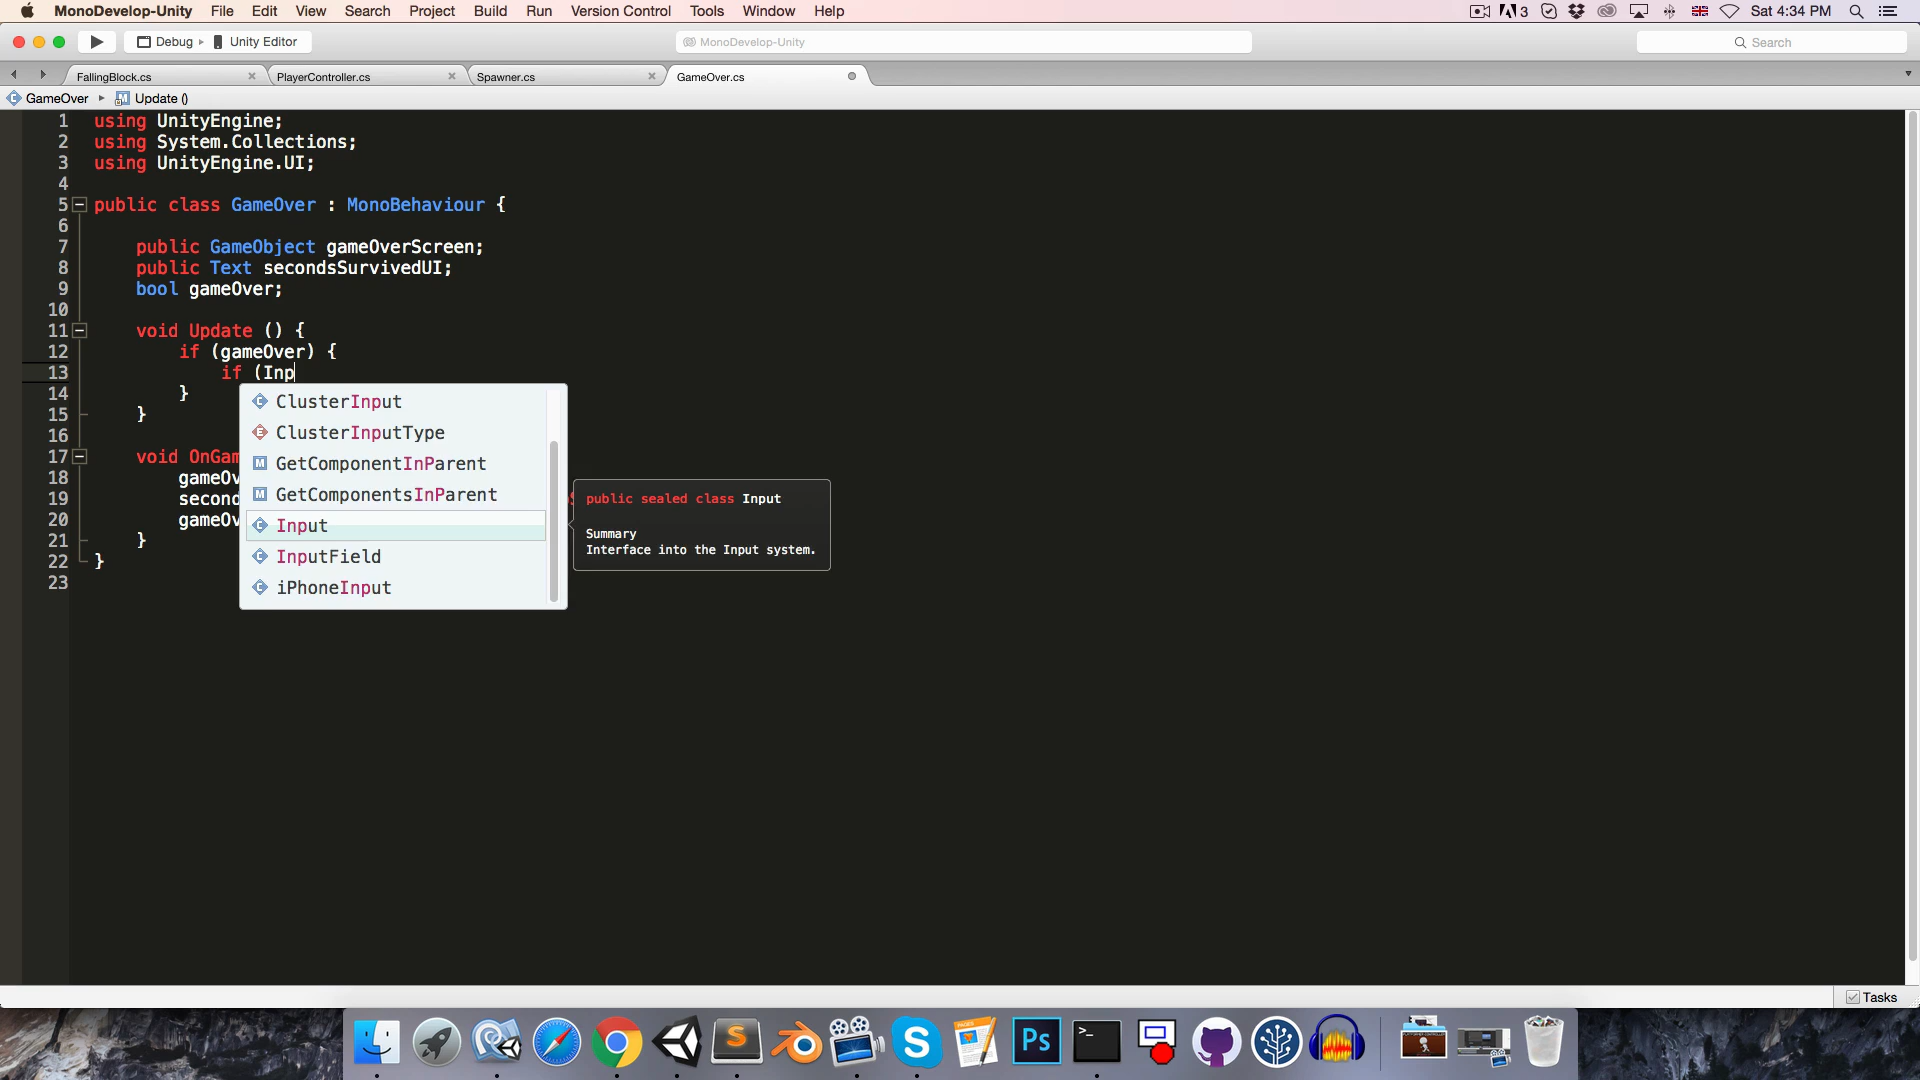 MonoDevelop-Unity File Edit View Search Project Build Run Version Control Tools Window Help 3 Sat 4:34 PM
Debug Unity Editor MonoDevelop-Unity Search
FallingBlock.cs PlayerController.cs Spawner.cs GameOver.cs
GameOver Update ()
1 using UnityEngine;
2 using System.Collections;
3 using UnityEngine.UI;
4
5 public class GameOver : MonoBehaviour {
6
7 public GameObject gameOverScreen;
8 public Text secondsSurvivedUI;
9 bool gameOver;
10
11 void Update () {
12 if (gameOver) {
13 if (Inp
14 }
15 }
16
17 void OnGam
18 gameOv
19 second
20 gameOv
21 }
22 }
23
ClusterInput
ClusterInputType
GetComponentInParent
GetComponentsInParent
Input
InputField
iPhoneInput
public sealed class Input
Summary
Interface into the Input system.
Tasks
S
PAGES
Ps
>_